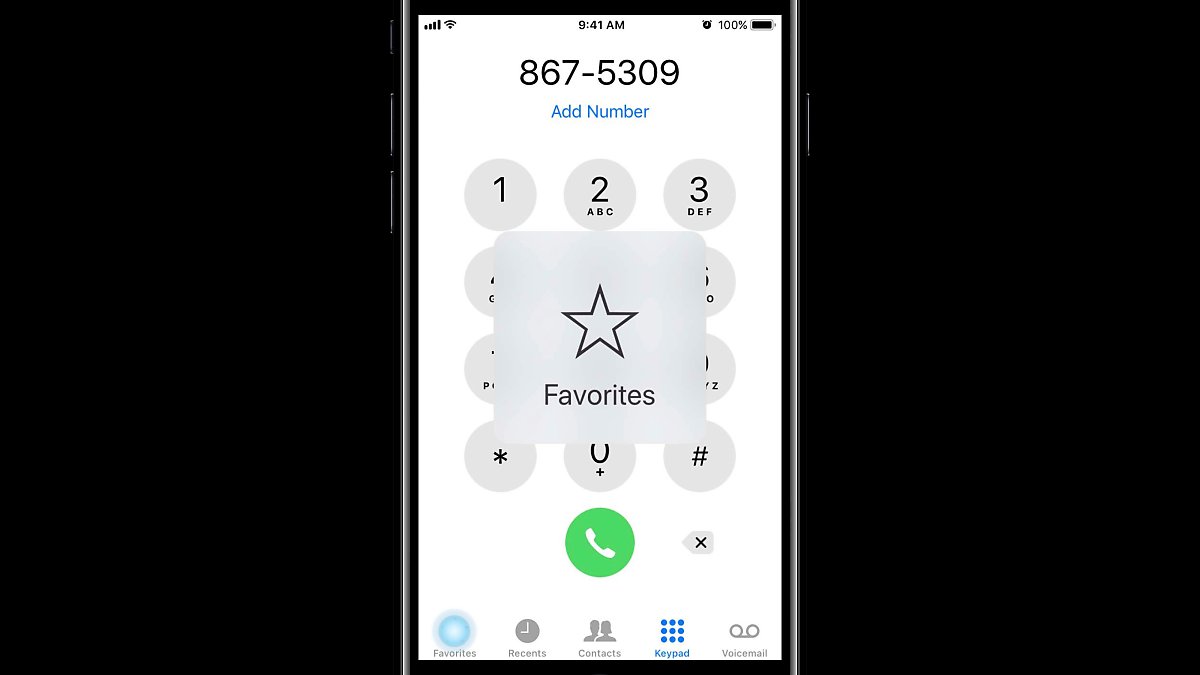 9:41 AM 100%
867-5309
Add Number
1 2 3
ABC DEF
Favorites
* 0 #
+
Favorites Recents Contacts Keypad Voicemail